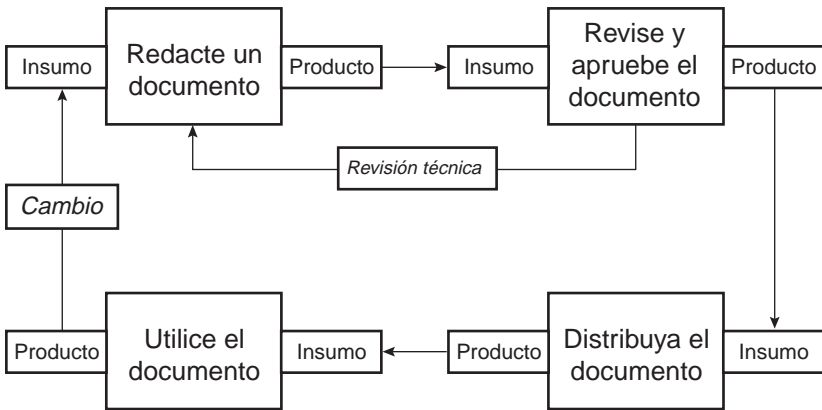 Insumo
Redacte un
documento
Producto
Insumo
Revise y
apruebe el
documento
Producto
Revisión técnica
Cambio
Producto
Utilice el
documento
Insumo
Producto
Distribuya el
documento
Insumo